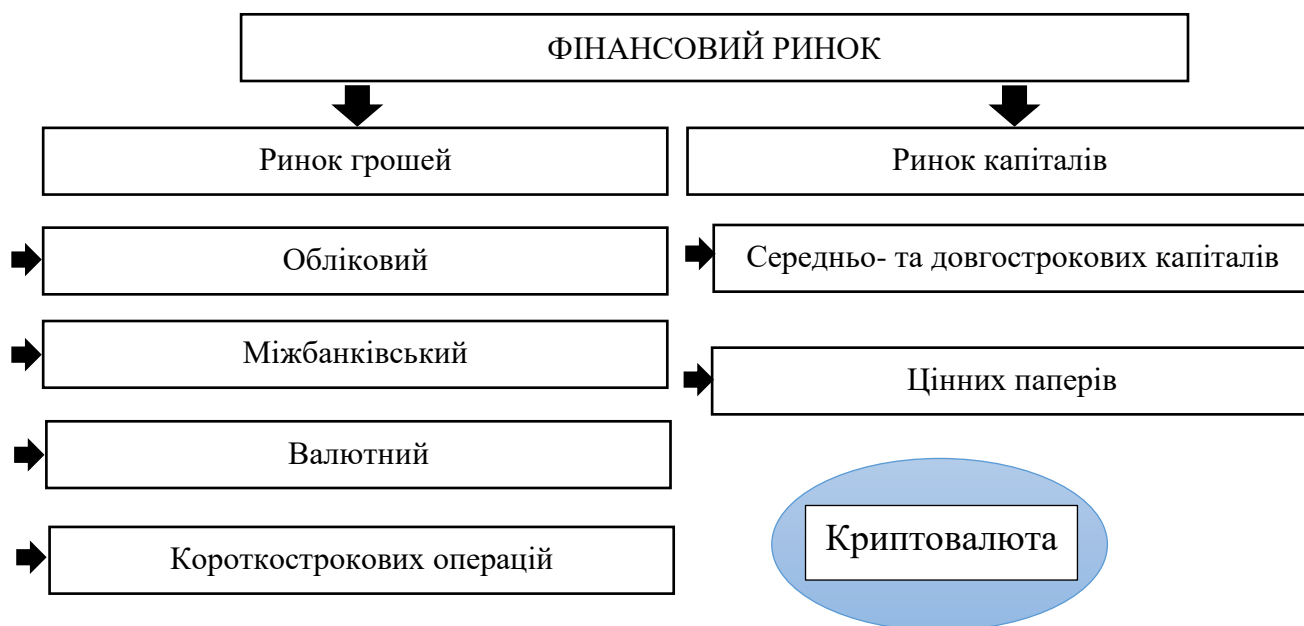 ФІНАНСОВИЙ РИНОК
Ринок грошей
Ринок капіталів
Обліковий
Середньо- та довгострокових капіталів
Міжбанківський
Цінних паперів
Валютний
Короткострокових операцій
Криптовалюта